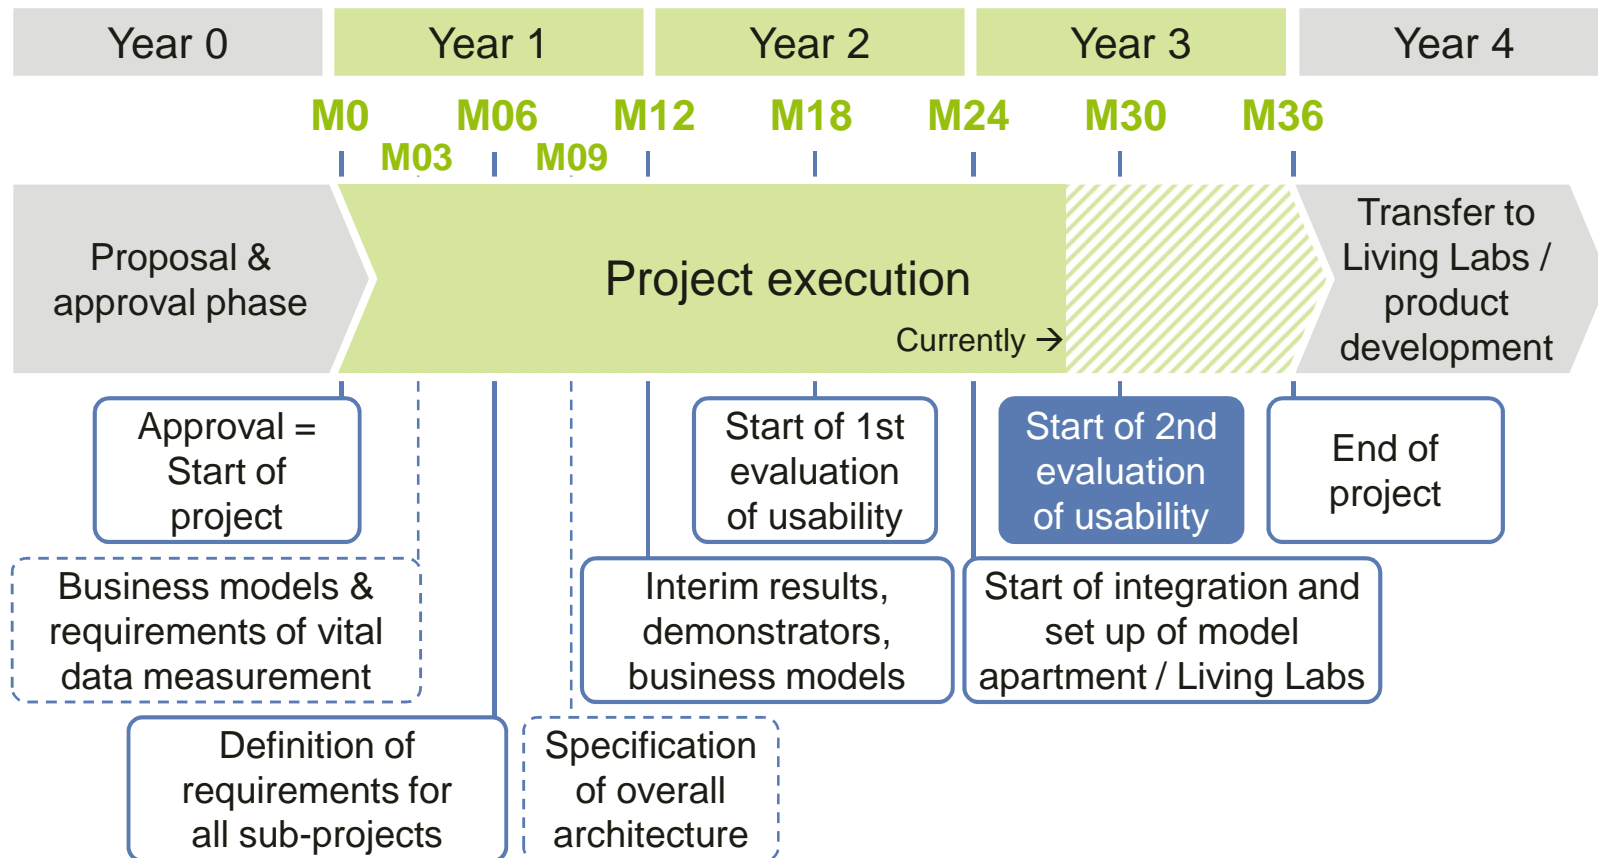 Year 0
Year 1
Year 2
Year 3
Year 4
M0
M06
M12
M18
M24
M30
M36
M03
M09
Proposal &
approval phase
Project execution
Currently →
Transfer to
Living Labs /
product
development
Approval =
Start of
project
Start of 1st
evaluation
of usability
Start of 2nd
evaluation
of usability
End of
project
Business models &
requirements of vital
data measurement
Interim results,
demonstrators,
business models
Start of integration and
set up of model
apartment / Living Labs
Definition of
requirements for
all sub-projects
Specification
of overall
architecture